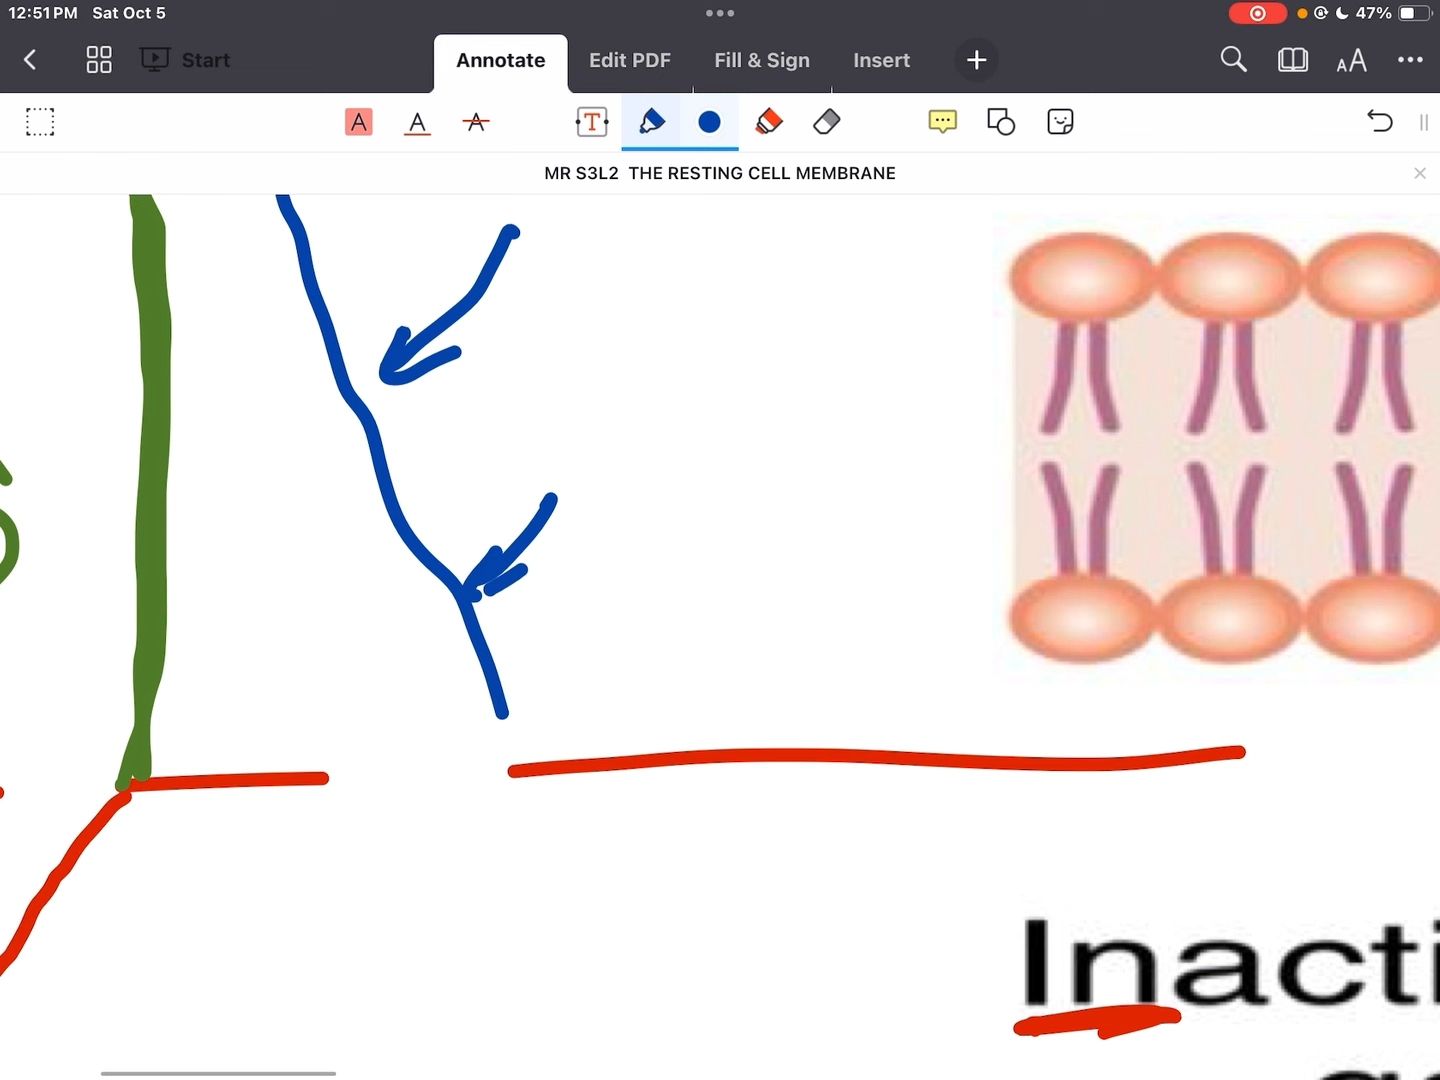 12:51 PM Sat Oct 5
47%
Start
Annotate
Edit PDF
Fill & Sign
Insert
A A A T
AA
MR S3L2 THE RESTING CELL MEMBRANE
Inacti